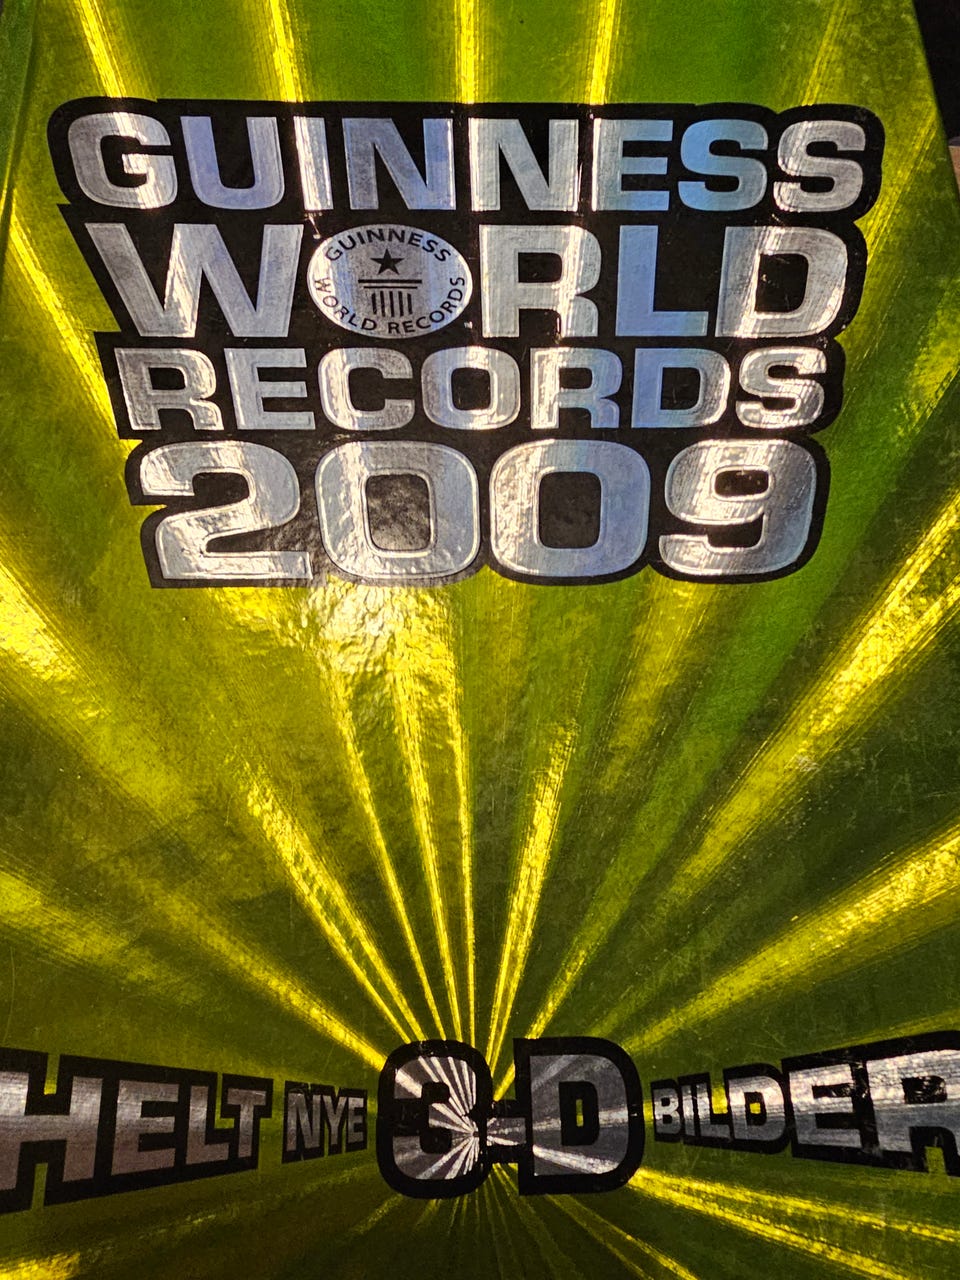 GUINNESS
WORLD
GUINNESS
WORLD RECORDS
RECORDS
2009
HELT NYE 3-D BILDER